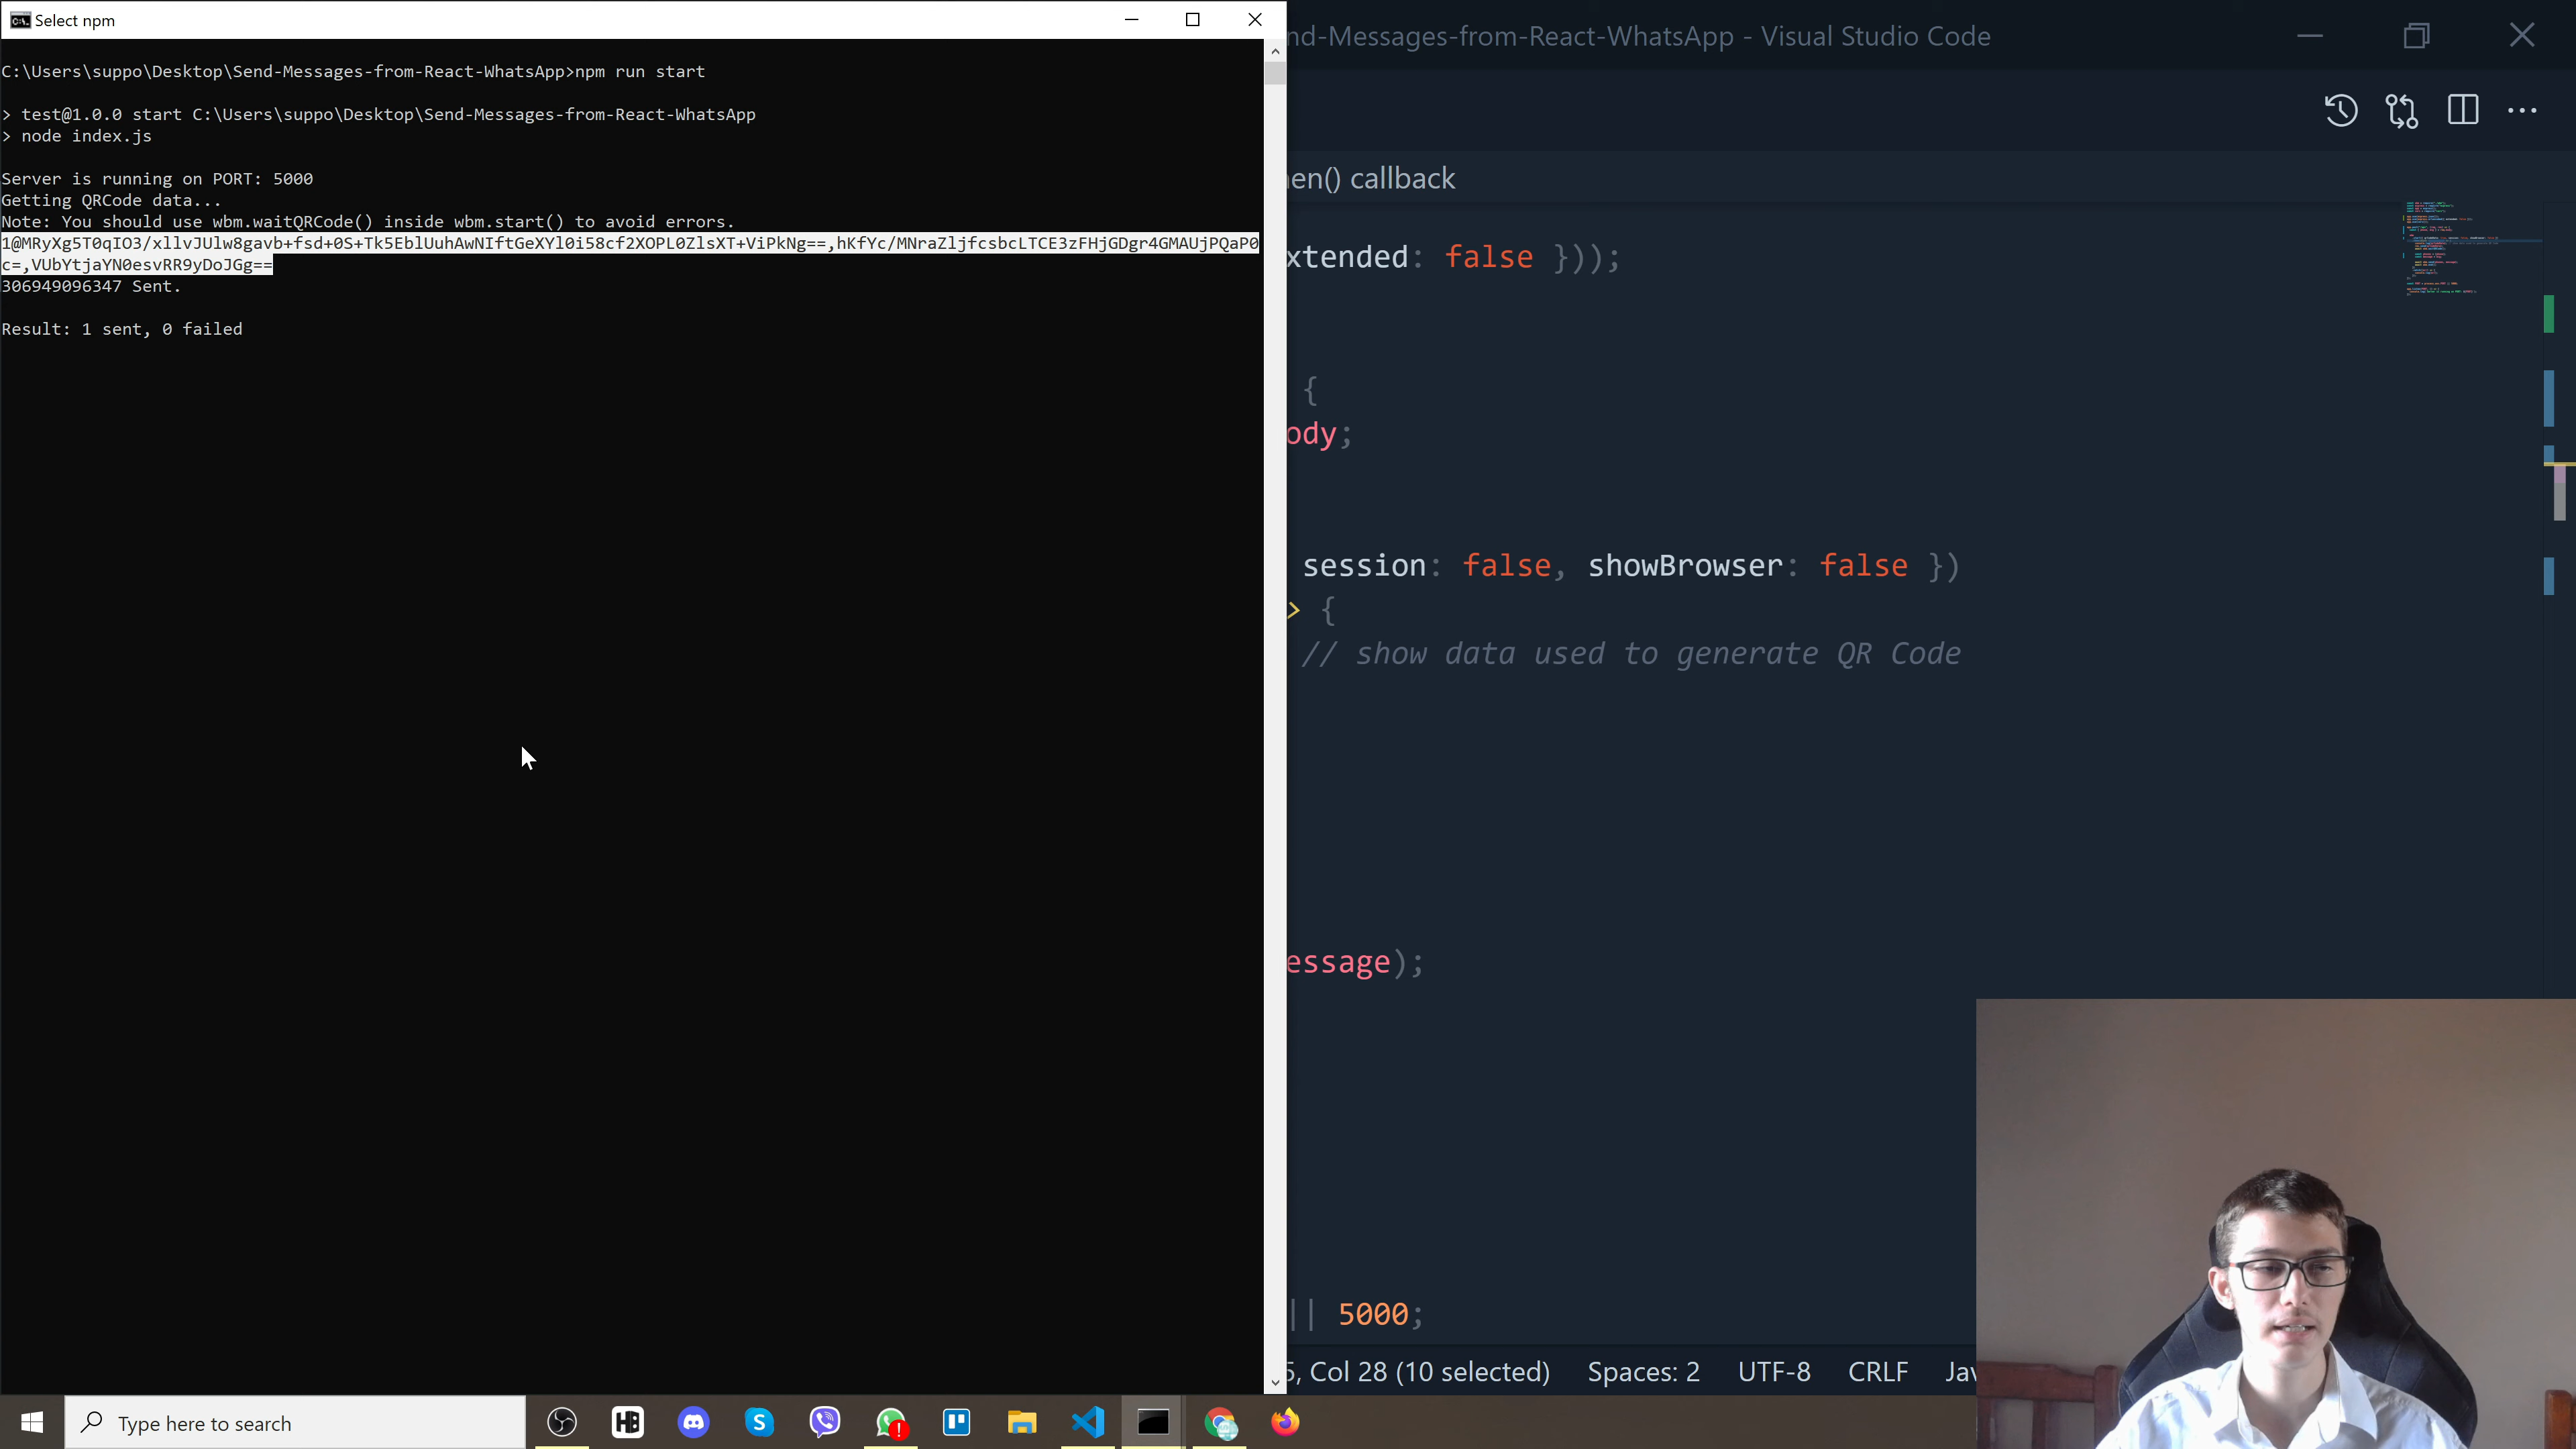 Select npm
C:\Users\suppo\Desktop\Send-Messages-from-React-WhatsApp>npm run start
> test@1.0.0 start C:\Users\suppo\Desktop\Send-Messages-from-React-WhatsApp
> node index.js
Server is running on PORT: 5000
Getting QRCode data...
Note: You should use wbm.waitQRCode() inside wbm.start() to avoid errors.
1@MRyXg5T0qIO3/xllvJUlw8gavb+fsd+0S+Tk5EblUuhAwNIftGeXYl0i58cf2XOPL0ZlsXT+ViPkNg==,hKfYc/MNraZljfcsbcLTCE3zFHjGDgr4GMAUjPQaP0
c=,VUbYtjaYN0esvRR9yDoJGg==
306949096347 Sent.
Result: 1 sent, 0 failed
nd-Messages-from-React-WhatsApp - Visual Studio Code
en() callback
xtended: false }));
{
ody;
session: false, showBrowser: false })
> {
// show data used to generate QR Code
essage);
|| 5000;
5, Col 28 (10 selected) Spaces: 2 UTF-8 CRLF Jav
Type here to search